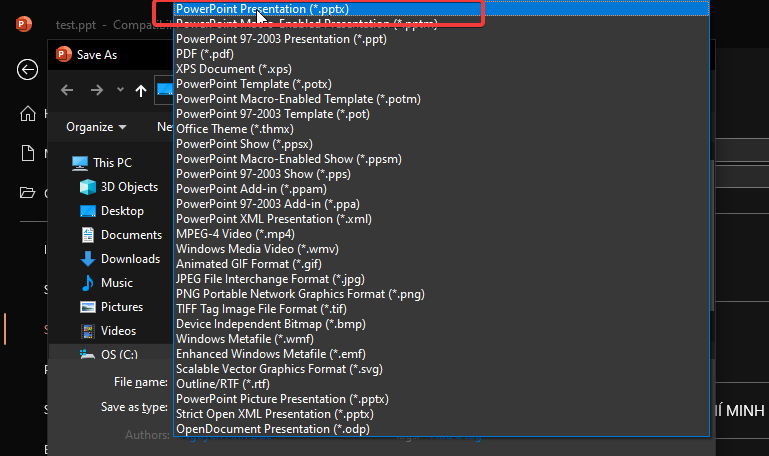 test.ppt - Compatibi
PowerPoint Presentation (*.pptx)
PowerPoint Macro-Enabled Presentation (*.pptm)
PowerPoint 97-2003 Presentation (*.ppt)
Save As
PDF (*.pdf)
XPS Document (*.xps)
PowerPoint Template (*.potx)
PowerPoint Macro-Enabled Template (*.potm)
PowerPoint 97-2003 Template (*.pot)
Organize
Ne
Office Theme (*.thmx)
PowerPoint Show (*.ppsx)
PowerPoint Macro-Enabled Show (*.ppsm)
This PC
PowerPoint 97-2003 Show (*.pps)
3D Objects
PowerPoint Add-in (*.ppam)
PowerPoint 97-2003 Add-in (*.ppa)
Desktop
PowerPoint XML Presentation (*.xml)
Documents
MPEG-4 Video (*.mp4)
Windows Media Video (*.wmv)
Downloads
Animated GIF Format (*.gif)
Music
JPEG File Interchange Format (*.jpg)
PNG Portable Network Graphics Format (*.png)
Pictures
TIFF Tag Image File Format (*.tif)
Device Independent Bitmap (*.bmp)
Videos
Windows Metafile (*.wmf)
OS (C:)
Enhanced Windows Metafile (*.emf)
Scalable Vector Graphics Format (*.svg)
File name:
Outline/RTF (*.rtf)
PowerPoint Picture Presentation (*.pptx)
Save as type:
Strict Open XML Presentation (*.pptx)
HÍ MINH
OpenDocument Presentation (*.odp)
Authors: